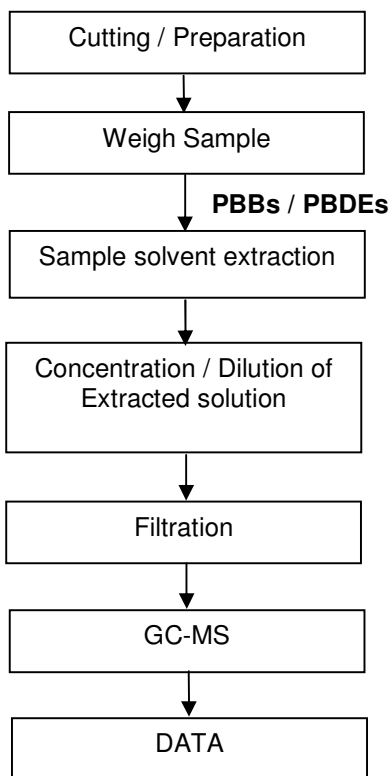 Cutting / Preparation
Weigh Sample
PBBs / PBDEs
Sample solvent extraction
Concentration / Dilution of
Extracted solution
Filtration
GC-MS
DATA